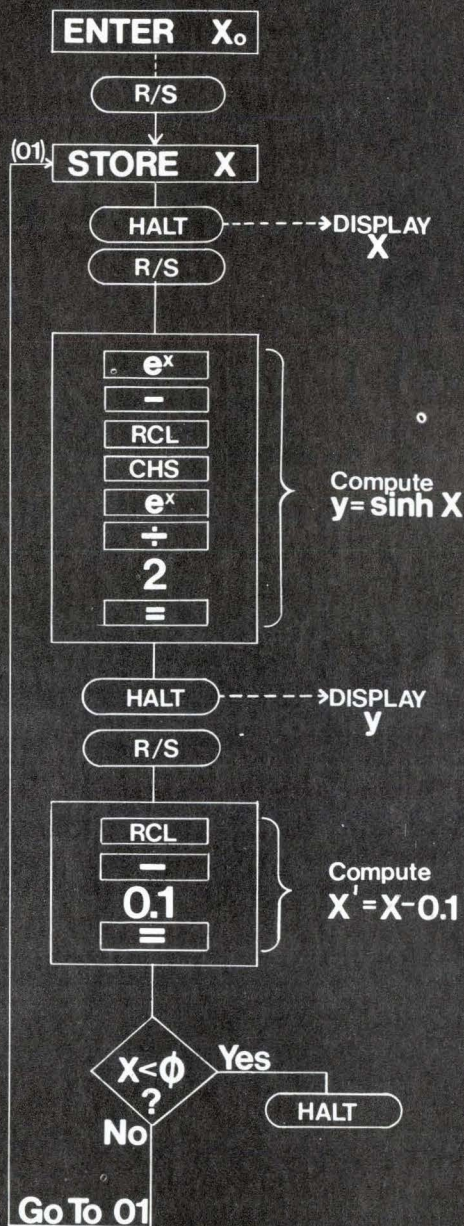 ENTER X₀
R/S
(01)
STORE X
HALT
DISPLAY
X
R/S
eˣ
-
RCL
CHS
eˣ
÷
2
=
Compute
y=sinh X
HALT
DISPLAY
y
R/S
RCL
-
0.1
=
Compute
X'=X-0.1
X<φ
?
Yes
HALT
No
Go To 01